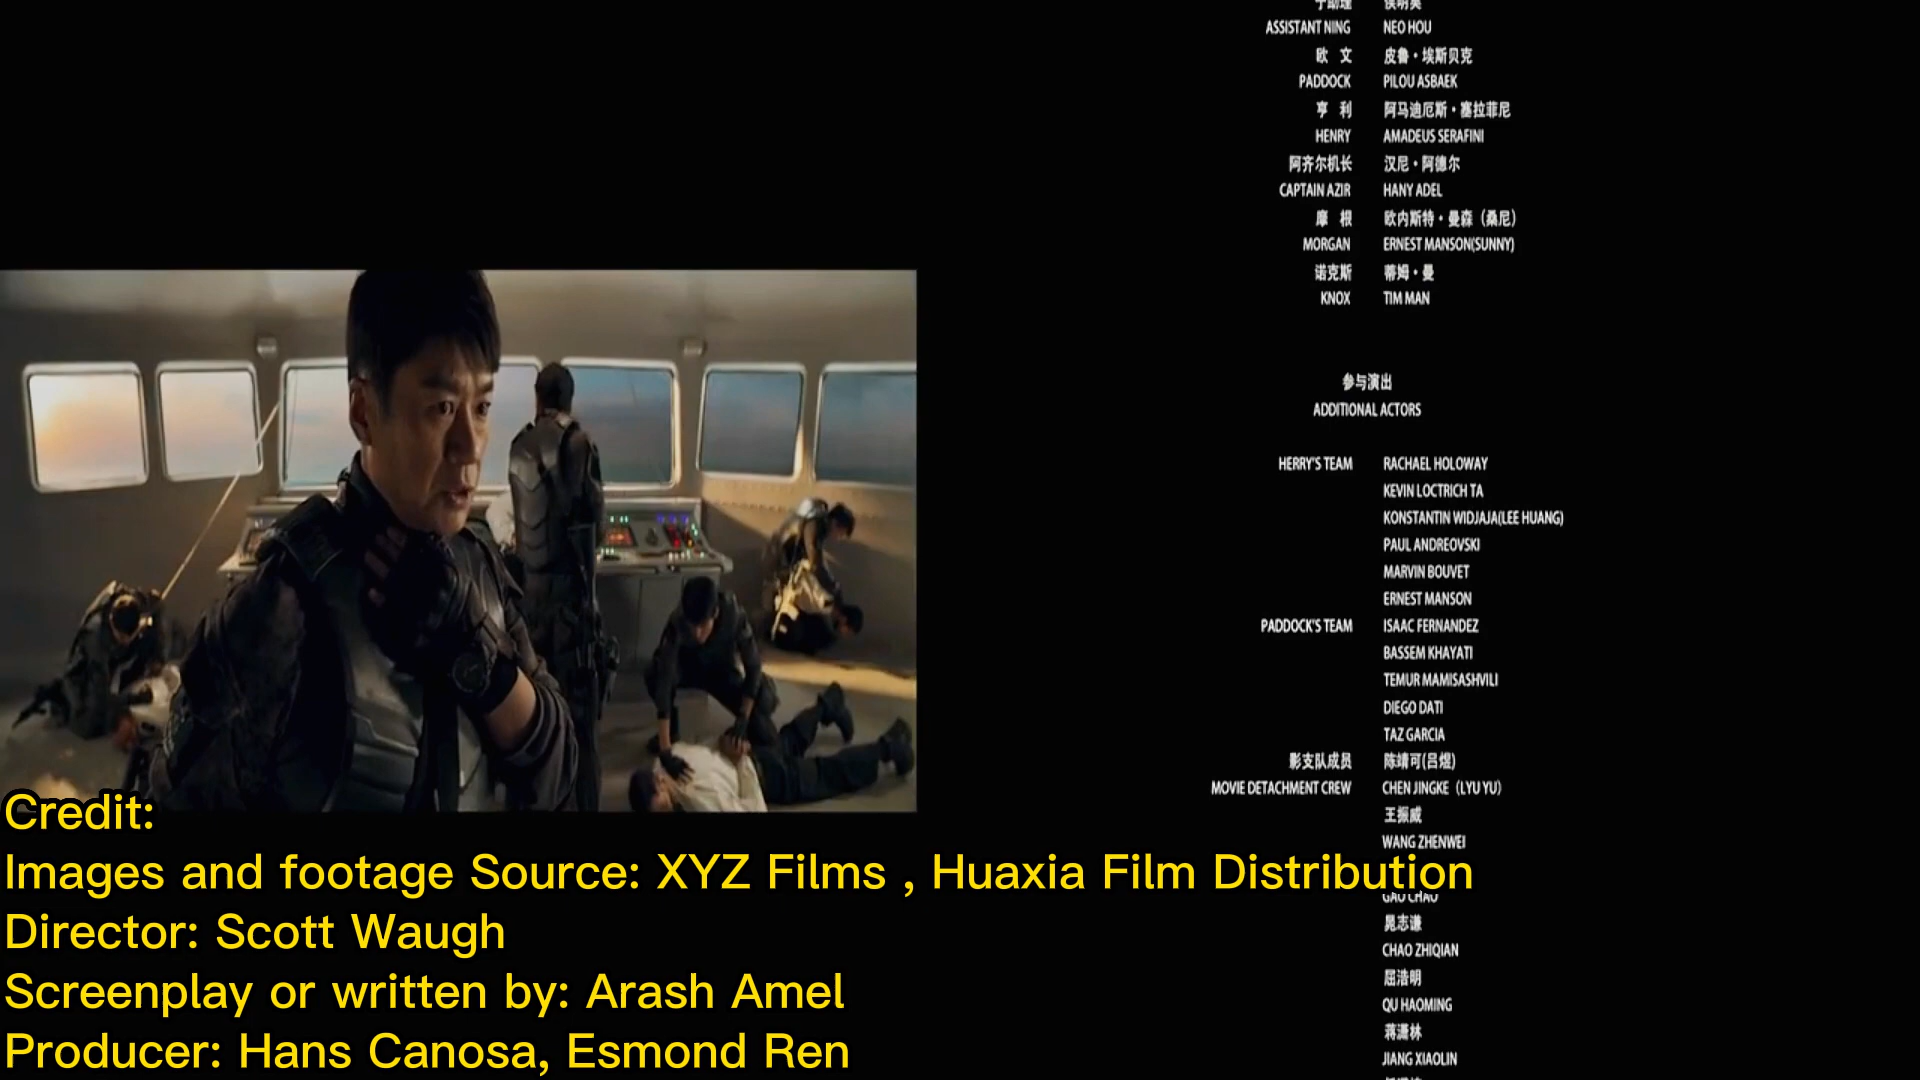 ASSISTANT NING NEO HOU
欧 文 皮鲁·埃斯贝克
PADDOCK PILOU ASBAEK
亨 利 阿马迪厄斯·塞拉菲尼
HENRY AMADEUS SERAFINI
阿齐尔机长 汉尼·阿德尔
CAPTAIN AZIR HANY ADEL
摩 根 欧内斯特·曼森（桑尼）
MORGAN ERNEST MANSON(SUNNY)
诺克斯 蒂姆·曼
KNOX TIM MAN
参与演出
ADDITIONAL ACTORS
HERRY'S TEAM RACHAEL HOLOWAY
KEVIN LOCTRICH TA
KONSTANTIN WIDJAJA(LEE HUANG)
PAUL ANDREOVSKI
MARVIN BOUVET
ERNEST MANSON
PADDOCK'S TEAM ISAAC FERNANDEZ
BASSEM KHAYATI
TEMUR MAMISASHVILI
DIEGO DATI
TAZ GARCIA
影支队成员 陈靖可(吕煜)
MOVIE DETACHMENT CREW CHEN JINGKE（LYU YU）
王振威
WANG ZHENWEI
GAO CHAO
晁志谦
CHAO ZHIQIAN
屈浩明
QU HAOMING
蒋潇林
JIANG XIAOLIN
Credit:
Images and footage Source: XYZ Films , Huaxia Film Distribution
Director: Scott Waugh
Screenplay or written by: Arash Amel
Producer: Hans Canosa, Esmond Ren